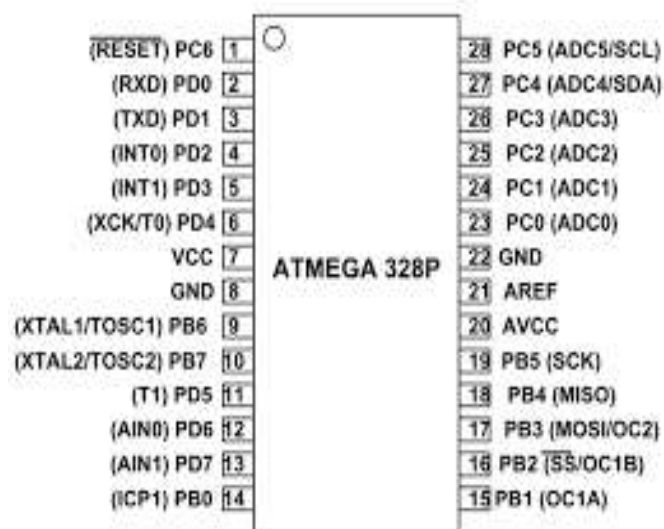 (RESET) PC6 1
(RXD) PD0 2
(TXD) PD1 3
(INT0) PD2 4
(INT1) PD3 5
(XCK/T0) PD4 6
VCC 7
GND 8
(XTAL1/TOSC1) PB6 9
(XTAL2/TOSC2) PB7 10
(T1) PD5 11
(AIN0) PD6 12
(AIN1) PD7 13
(ICP1) PB0 14
ATMEGA 328P
28 PC5 (ADC5/SCL)
27 PC4 (ADC4/SDA)
26 PC3 (ADC3)
25 PC2 (ADC2)
24 PC1 (ADC1)
23 PC0 (ADC0)
22 GND
21 AREF
20 AVCC
19 PB5 (SCK)
18 PB4 (MISO)
17 PB3 (MOSI/OC2)
16 PB2 (SS/OC1B)
15 PB1 (OC1A)